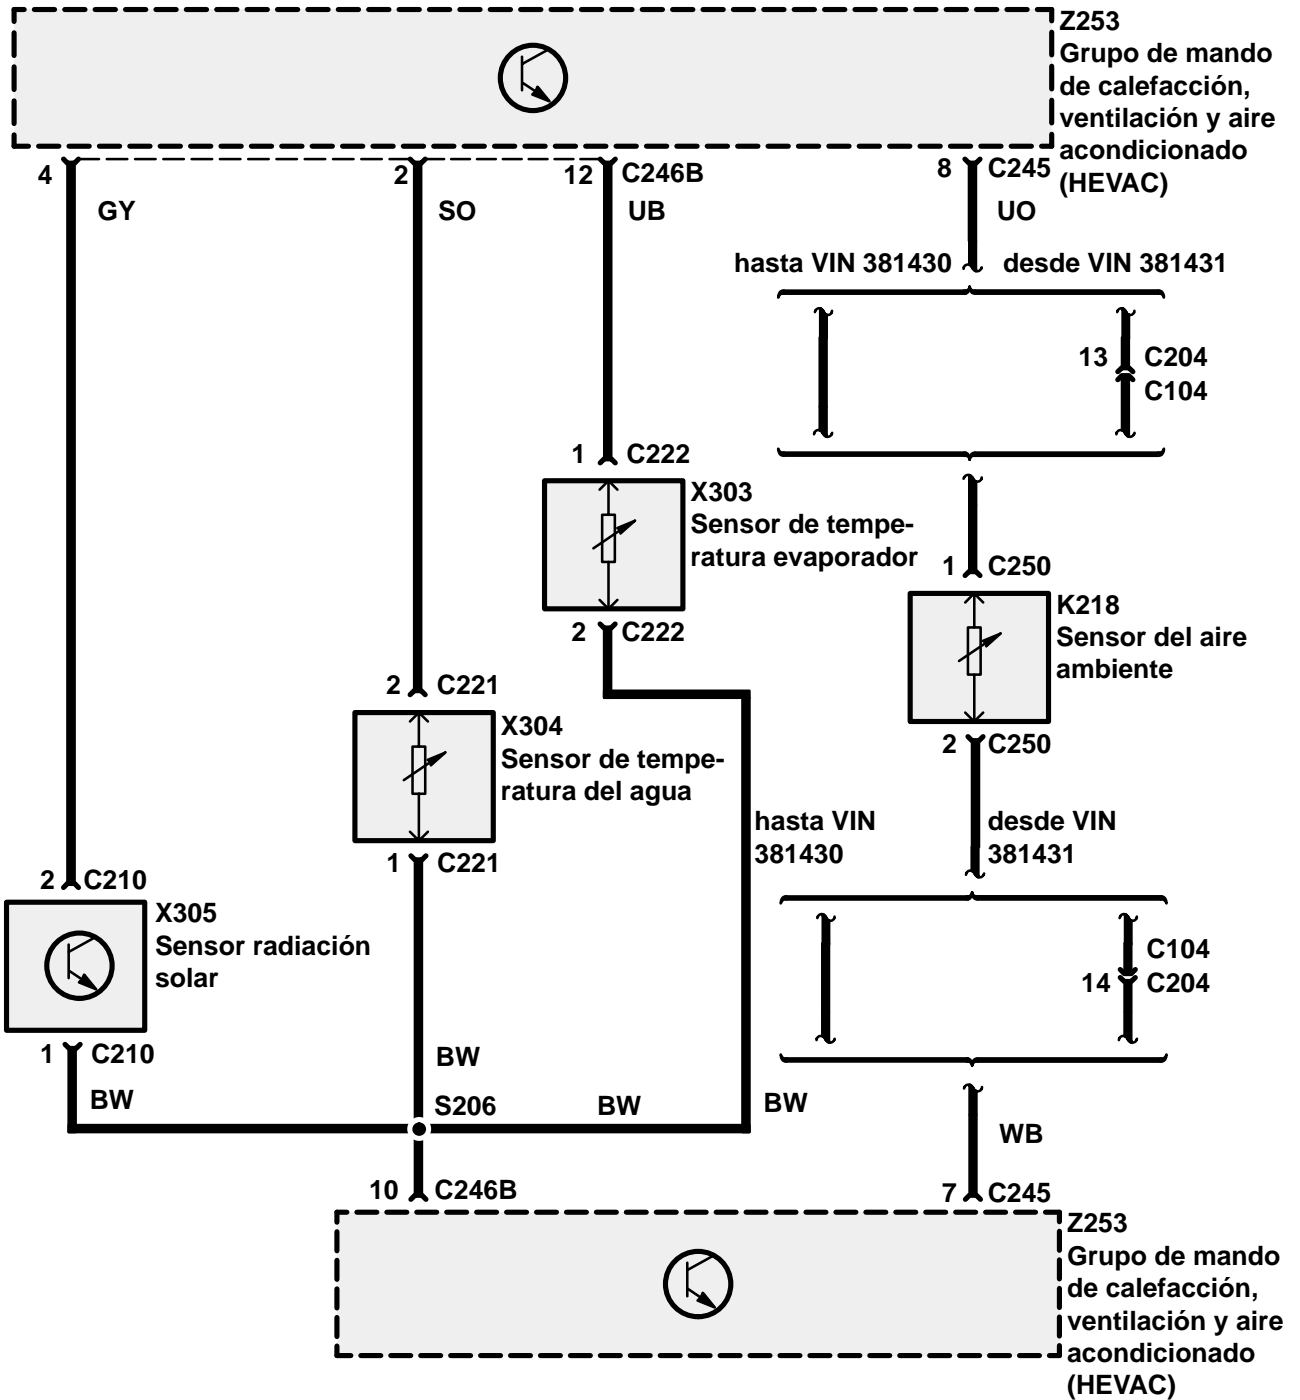 Z253
Grupo de mando
de calefacción,
ventilación y aire
acondicionado
(HEVAC)
4
2
12 C246B
8 C245
GY
SO
UB
UO
hasta VIN 381430
desde VIN 381431
13 C204
C104
1 C222
X303
Sensor de tempe-
ratura evaporador
2 C222
1 C250
K218
Sensor del aire
ambiente
2 C250
2 C221
X304
Sensor de tempe-
ratura del agua
1 C221
hasta VIN
381430
desde VIN
381431
2 C210
X305
Sensor radiación
solar
1 C210
C104
14 C204
BW
BW
S206
BW
BW
WB
10 C246B
7 C245
Z253
Grupo de mando
de calefacción,
ventilación y aire
acondicionado
(HEVAC)